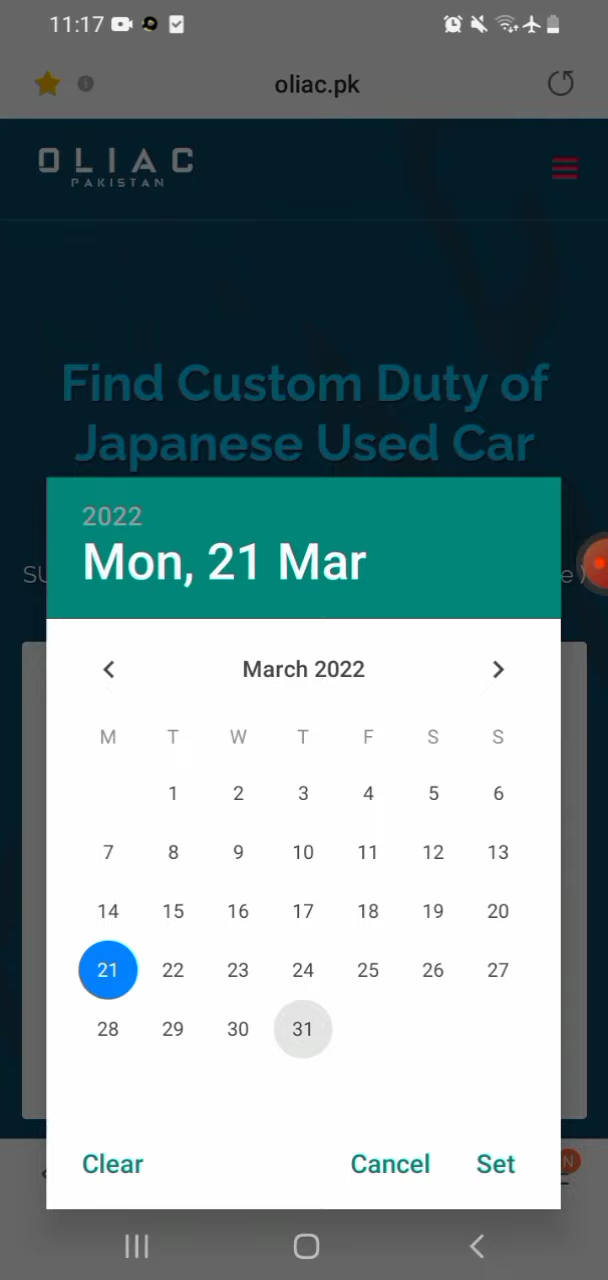 11:17
oliac.pk
OLIAC
PAKISTAN
Find Custom Duty of
Japanese Used Car
2022
Mon, 21 Mar
SU
e )
March 2022
M T W T F S S
1 2 3 4 5 6
7 8 9 10 11 12 13
14 15 16 17 18 19 20
21 22 23 24 25 26 27
28 29 30 31
Clear Cancel Set
N